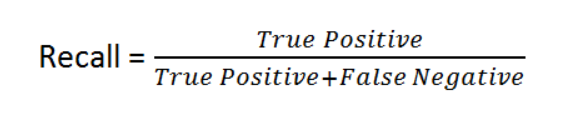 Recall = True Positive
True Positive+False Negative